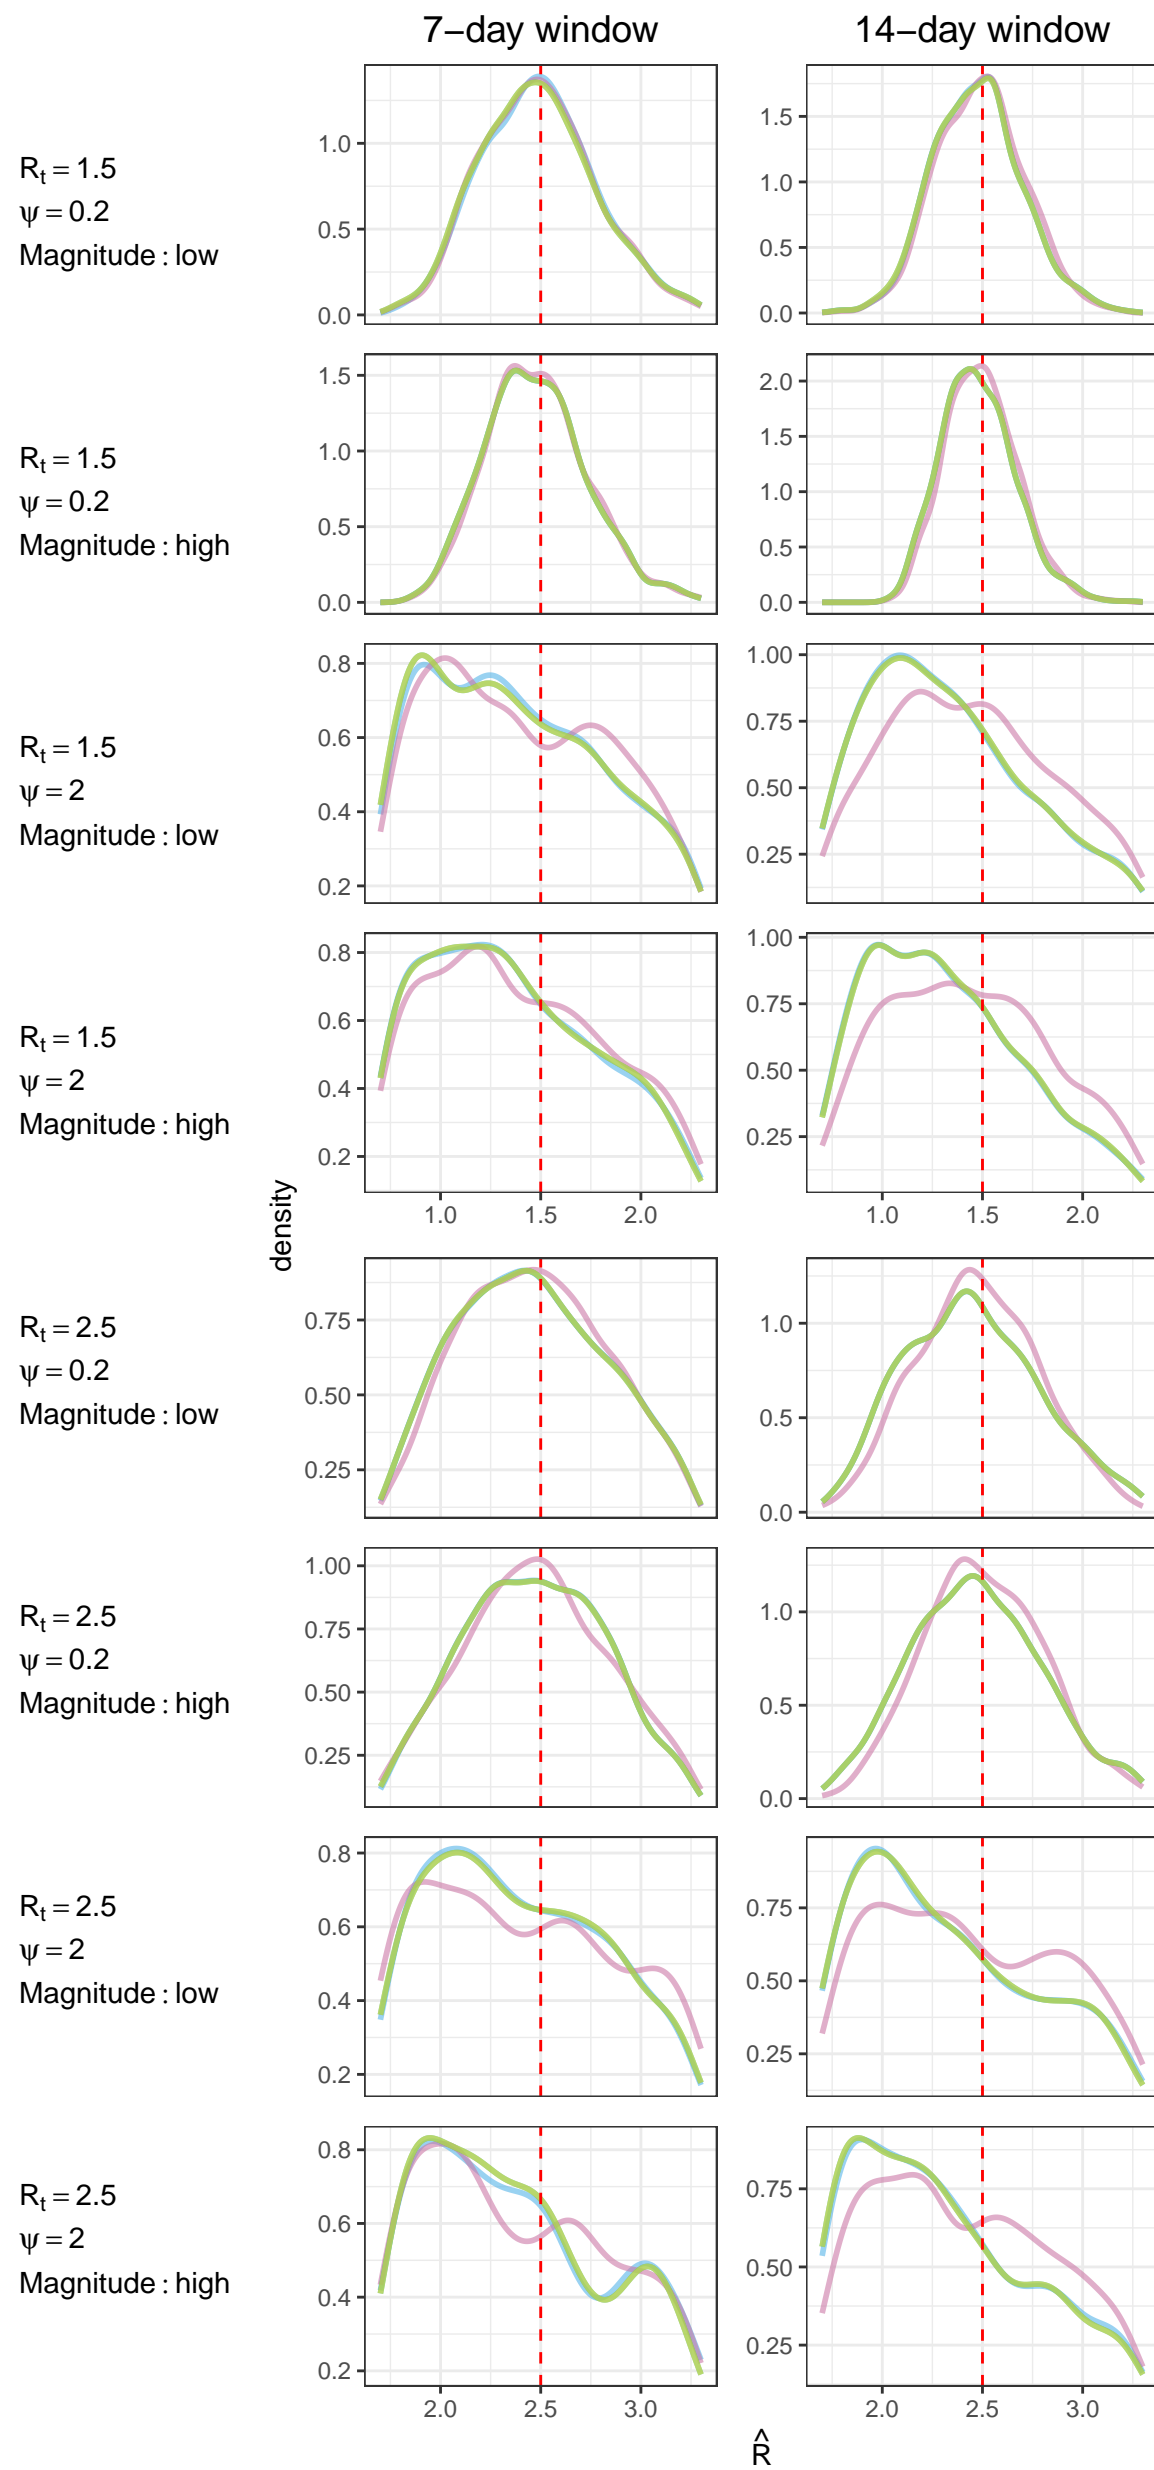 7−day window 14−day window
R_t = 1.5
ψ = 0.2
Magnitude : low
0.0 0.5 1.0
0.0 0.5 1.0 1.5
R_t = 1.5
ψ = 0.2
Magnitude : high
0.0 0.5 1.0 1.5
0.0 0.5 1.0 1.5 2.0
R_t = 1.5
ψ = 2
Magnitude : low
0.2 0.4 0.6 0.8
0.25 0.50 0.75 1.00
R_t = 1.5
ψ = 2
Magnitude : high
0.2 0.4 0.6 0.8
0.25 0.50 0.75 1.00
1.0 1.5 2.0
1.0 1.5 2.0
density
R_t = 2.5
ψ = 0.2
Magnitude : low
0.25 0.50 0.75
0.0 0.5 1.0
R_t = 2.5
ψ = 0.2
Magnitude : high
0.25 0.50 0.75 1.00
0.0 0.5 1.0
R_t = 2.5
ψ = 2
Magnitude : low
0.2 0.4 0.6 0.8
0.25 0.50 0.75
R_t = 2.5
ψ = 2
Magnitude : high
0.2 0.4 0.6 0.8
0.25 0.50 0.75
2.0 2.5 3.0
2.0 2.5 3.0
R̂